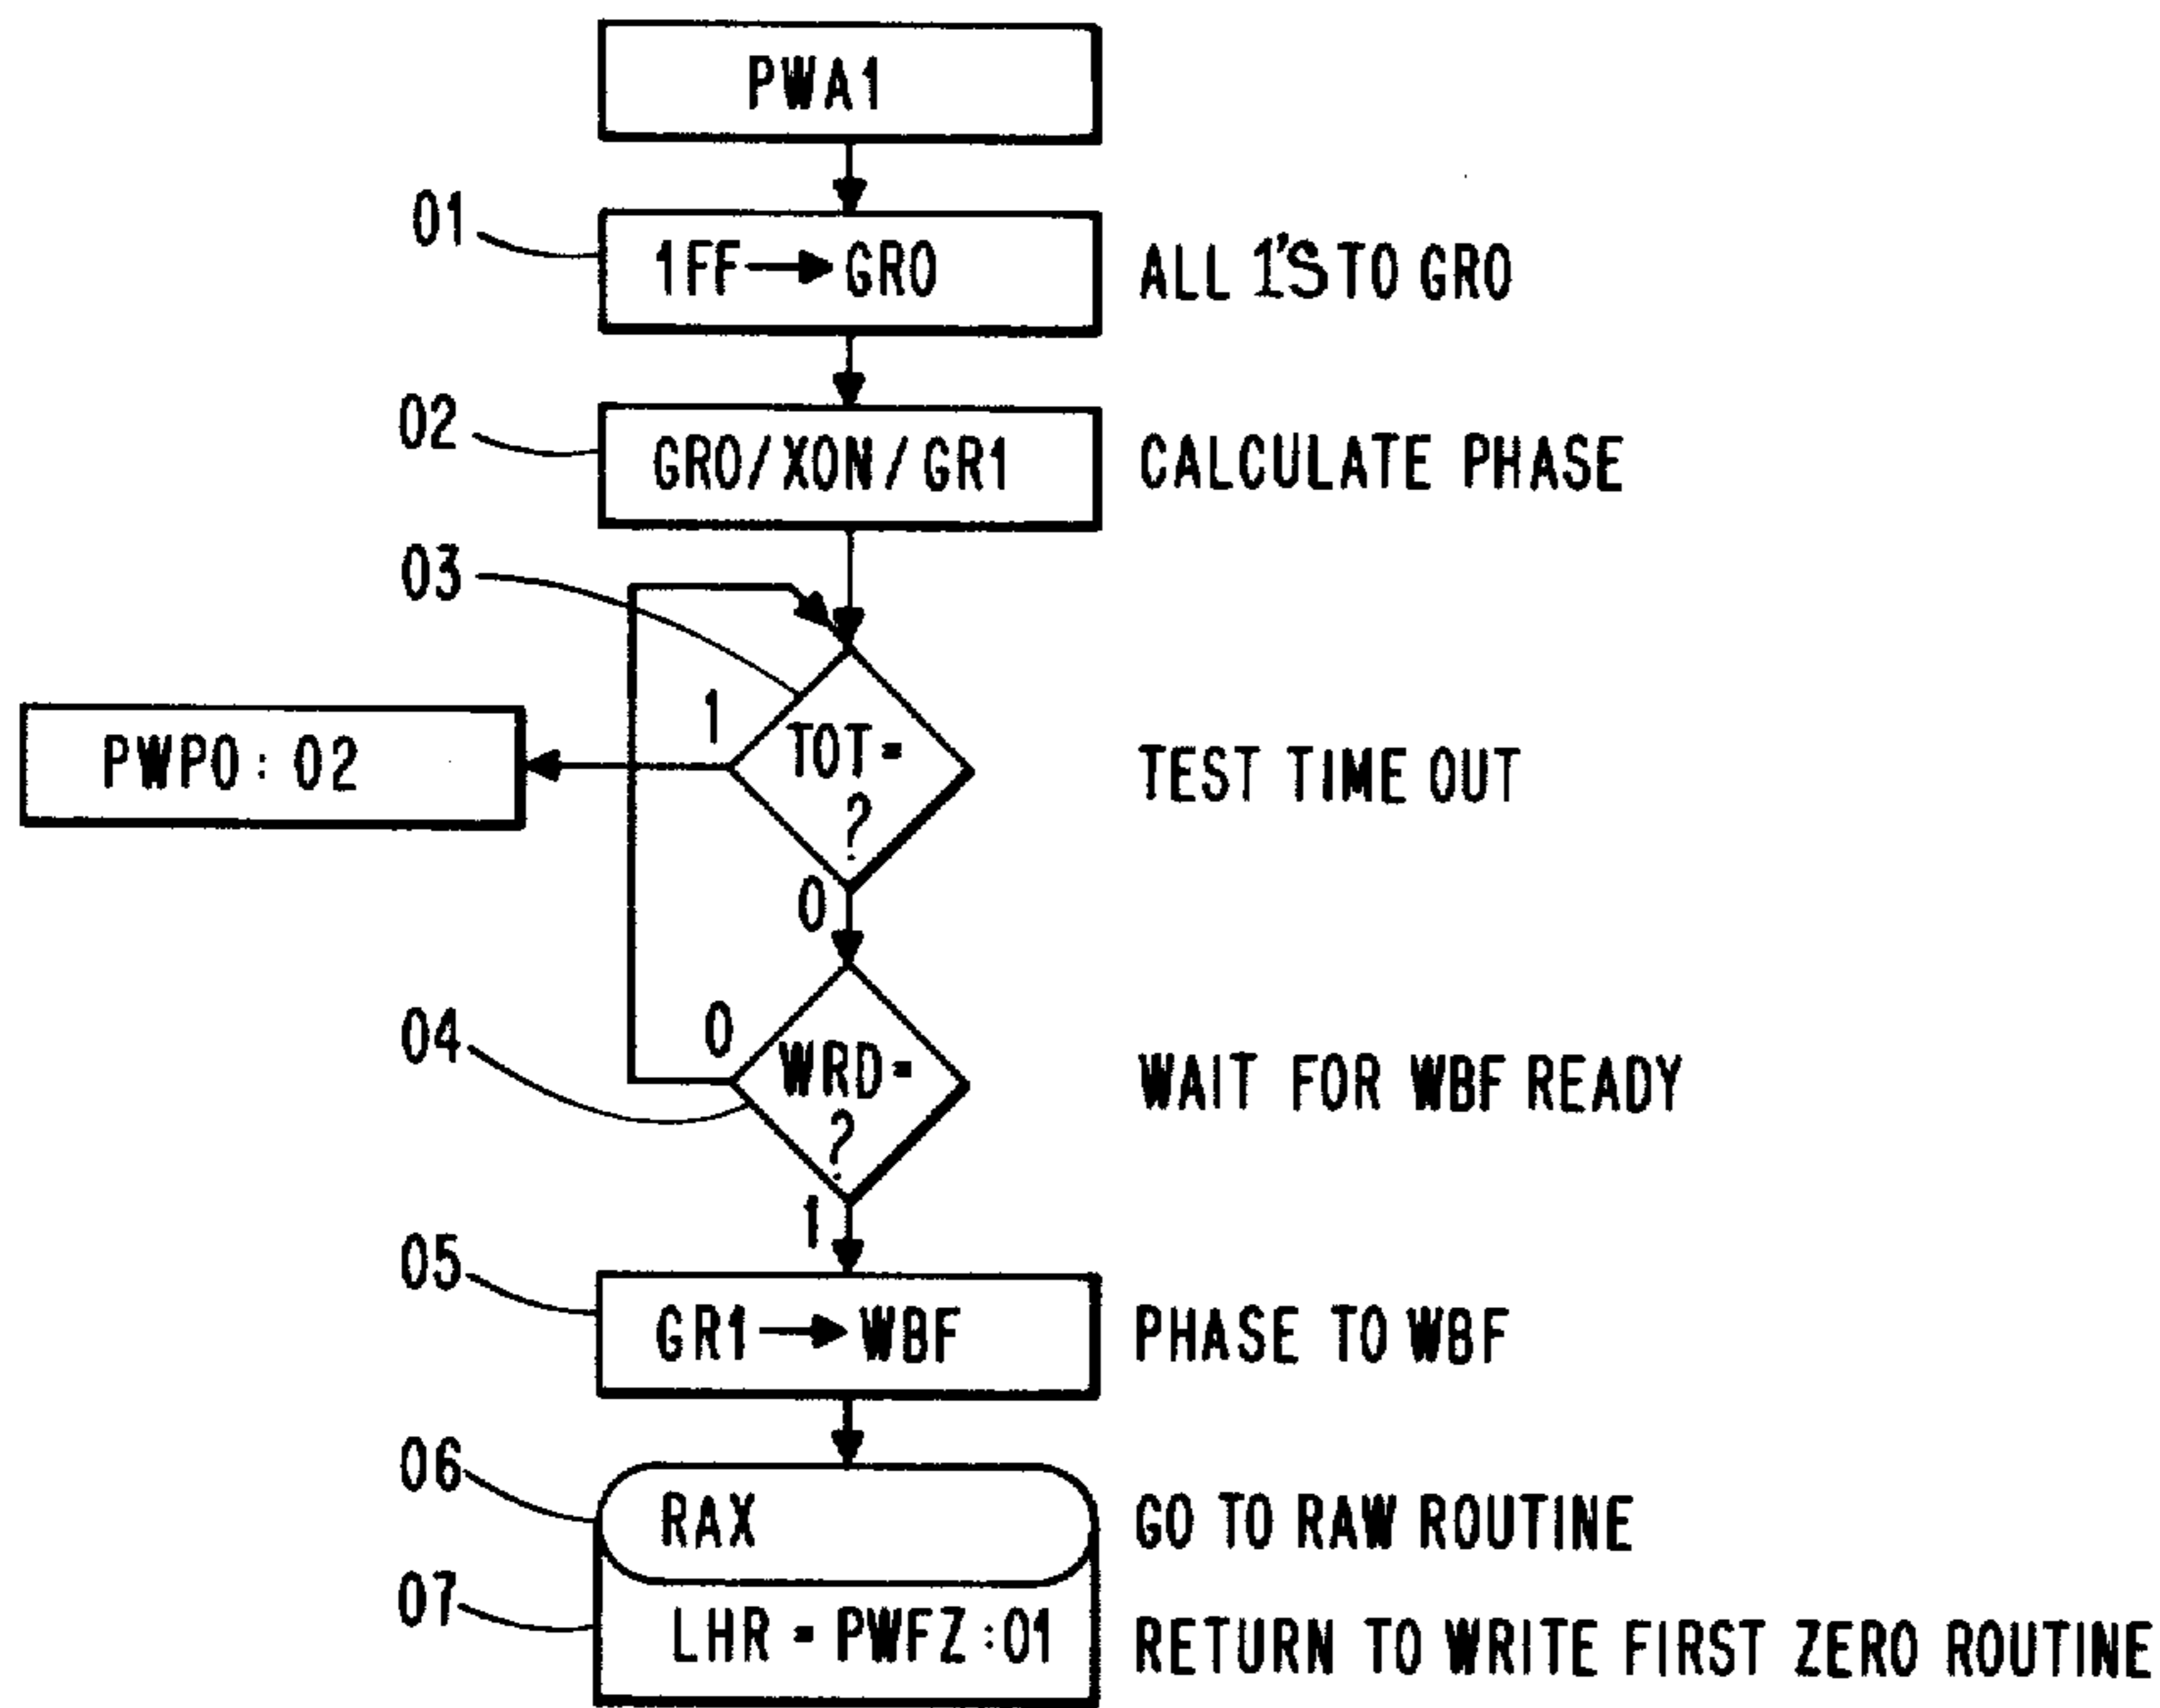 PWA1
01
1FF → GR0
ALL 1'S TO GR0
02
GR0/XON/GR1
CALCULATE PHASE
03
1
TOT=
?
TEST TIME OUT
PWP0:02
0
04
0
WRD=
?
WAIT FOR WBF READY
1
05
GR1 → WBF
PHASE TO WBF
06
RAX
GO TO RAW ROUTINE
07
LHR = PWFZ:01
RETURN TO WRITE FIRST ZERO ROUTINE